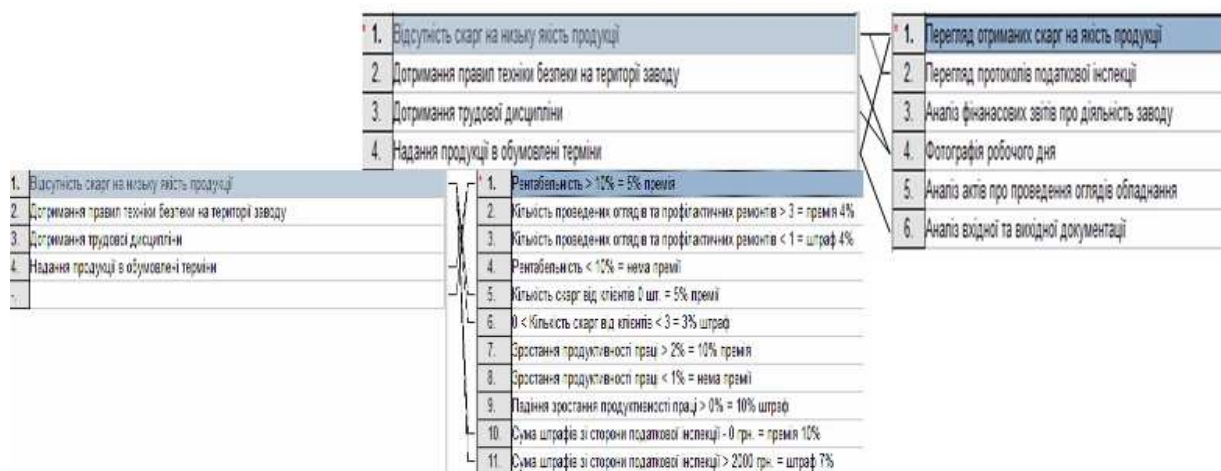 * 1. Відсутність скарг на низьку якість продукції
2. Дотримання правил техніки безпеки на території заводу
3. Дотримання трудової дисципліни
4. Надання продукції в обумовлені терміни
* 1. Перегляд отриманих скарг на якість продукції
2. Перегляд протоколів податкової інспекції
3. Аналіз фінанасових звітів про діяльність заводу
4. Фотографія робочого дня
5. Аналіз актів про проведення оглядів обладнання
6. Аналіз вхідної та вихідної документації
1. Відсутність скарг на низьку якість продукції
2. Дотримання правил техніки безпеки на території заводу
3. Дотримання трудової дисципліни
4. Надання продукції в обумовлені терміни
* 1. Рентабельність > 10% = 5% премія
2. Кількість проведених оглядів та профілактичних ремонтів > 3 = премія 4%
3. Кількість проведених оглядів та профілактичних ремонтів < 1 = штраф 4%
4. Рентабельність < 10% = нема премії
5. Кількість скарг від клієнтів 0 шт. = 5% премії
6. 0 < Кількість скарг від клієнтів < 3 = 3% штраф
7. Зростання продуктивності праці > 2% = 10% премія
8. Зростання продуктивності праці < 1% = нема премії
9. Падіння зростання продуктивності праці > 0% = 10% штраф
10. Сума штрафів зі сторони податкової інспекції - 0 грн. = премія 10%
11. Сума штрафів зі сторони податкової інспекції > 2000 грн. = штраф 7%